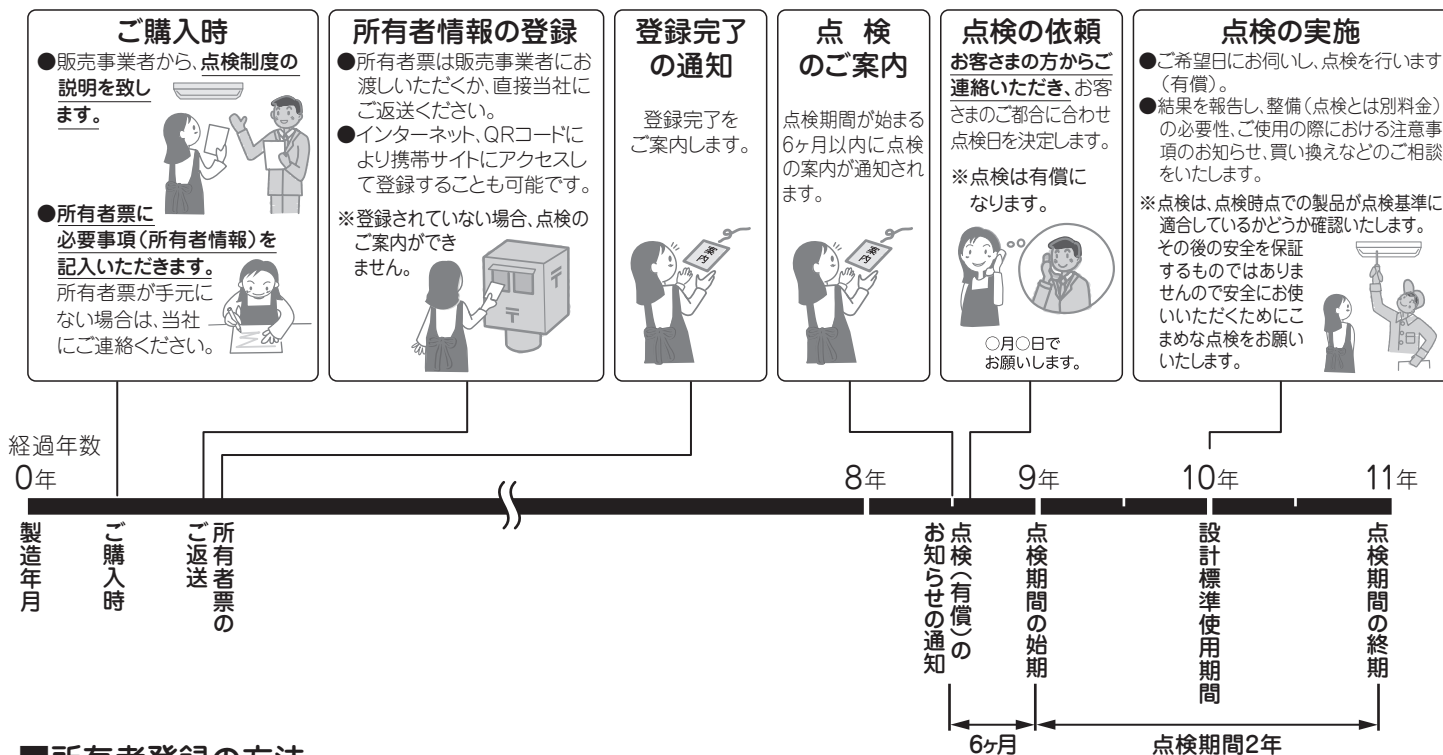 ご購入時
●販売事業者から、点検制度の
説明を致し
ます。
●所有者票に
必要事項(所有者情報)を
記入いただきます。
所有者票が手元に
ない場合は、当社
にご連絡ください。
所有者情報の登録
●所有者票は販売事業者にお
渡しいただくか、直接当社に
ご返送ください。
●インターネット、QRコードに
より携帯サイトにアクセスし
て登録することも可能です。
※登録されていない場合、点検の
ご案内ができ
ません。
〒
〒
登録完了
の通知
登録完了を
ご案内します。
案内
点 検
のご案内
点検期間が始まる
6ヶ月以内に点検
の案内が通知され
ます。
案内
点検の依頼
お客さまの方からご
連絡いただき、お客
さまのご都合に合わせ
点検日を決定します。
※点検は有償に
なります。
○月○日で
お願いします。
点検の実施
●ご希望日にお伺いし、点検を行います
(有償)。
●結果を報告し、整備(点検とは別料金)
の必要性、ご使用の際における注意事
項のお知らせ、買い換えなどのご相談
をいたします。
※点検は、点検時点での製品が点検基準に
適合しているかどうか確認いたします。
その後の安全を保証
するものではありま
せんので安全にお使
いいただくためにこ
まめな点検をお願い
いたします。
経過年数
0年
8年
9年
10年
11年
製造年月
ご購入時
所有者票の
ご返送
点検(有償)の
お知らせの通知
点検期間の始期
設計標準使用期間
点検期間の終期
6ヶ月
点検期間2年
■所有者登録の方法